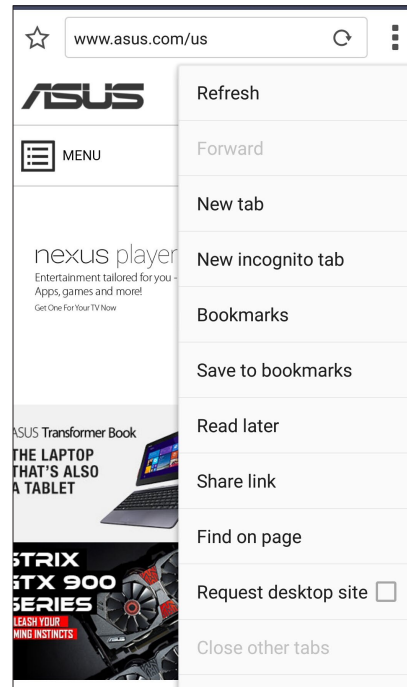 www.asus.com/us
ASUS
MENU
nexus player
Entertainment tailored for you -
Apps, games and more!
Get One For Your TV Now
ASUS Transformer Book
THE LAPTOP
THAT'S ALSO
A TABLET
STRIX
GTX 900
SERIES
LEASH YOUR
MING INSTINCTS
Refresh
Forward
New tab
New incognito tab
Bookmarks
Save to bookmarks
Read later
Share link
Find on page
Request desktop site
Close other tabs